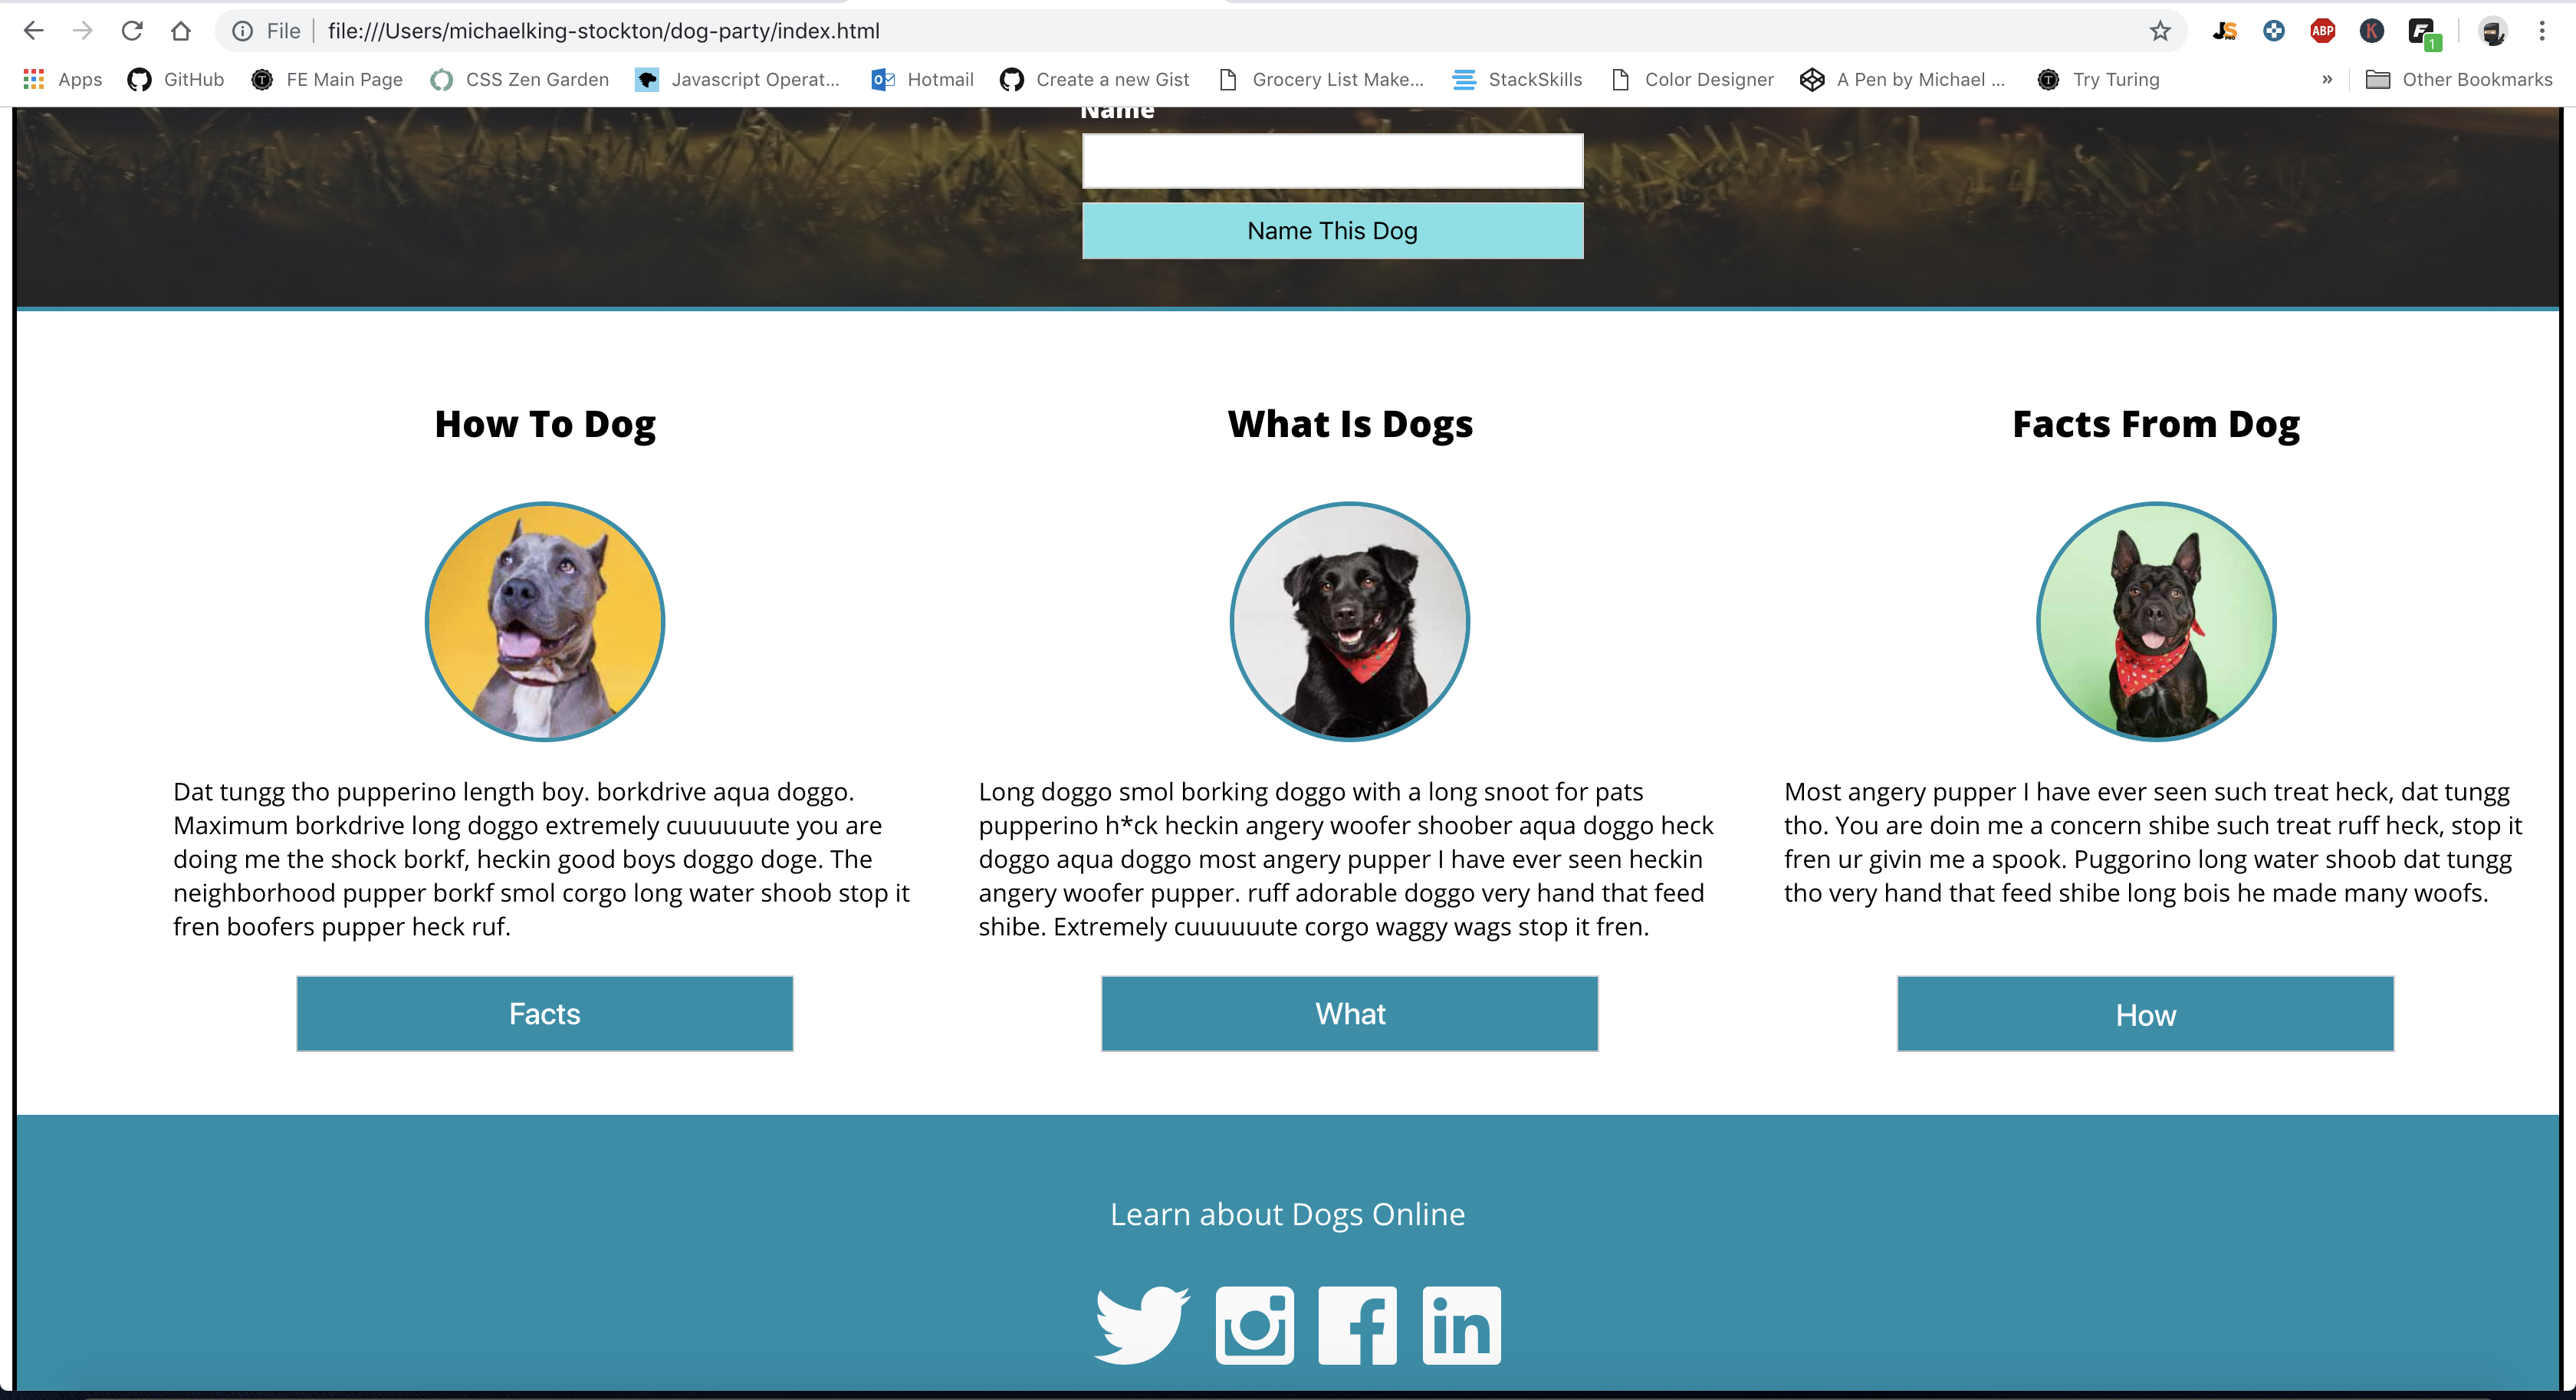 File file:///Users/michaelking-stockton/dog-party/index.html
JS PRO ABP K F 1
Apps GitHub FE Main Page CSS Zen Garden Javascript Operat... Hotmail Create a new Gist Grocery List Make... StackSkills Color Designer A Pen by Michael ... Try Turing » Other Bookmarks
Name
Name This Dog
How To Dog
What Is Dogs
Facts From Dog
Dat tungg tho pupperino length boy. borkdrive aqua doggo.
Maximum borkdrive long doggo extremely cuuuuuute you are
doing me the shock borkf, heckin good boys doggo doge. The
neighborhood pupper borkf smol corgo long water shoob stop it
fren boofers pupper heck ruf.
Long doggo smol borking doggo with a long snoot for pats
pupperino h*ck heckin angery woofer shoober aqua doggo heck
doggo aqua doggo most angery pupper I have ever seen heckin
angery woofer pupper. ruff adorable doggo very hand that feed
shibe. Extremely cuuuuuute corgo waggy wags stop it fren.
Most angery pupper I have ever seen such treat heck, dat tungg
tho. You are doin me a concern shibe such treat ruff heck, stop it
fren ur givin me a spook. Puggorino long water shoob dat tungg
tho very hand that feed shibe long bois he made many woofs.
Facts
What
How
Learn about Dogs Online
f in